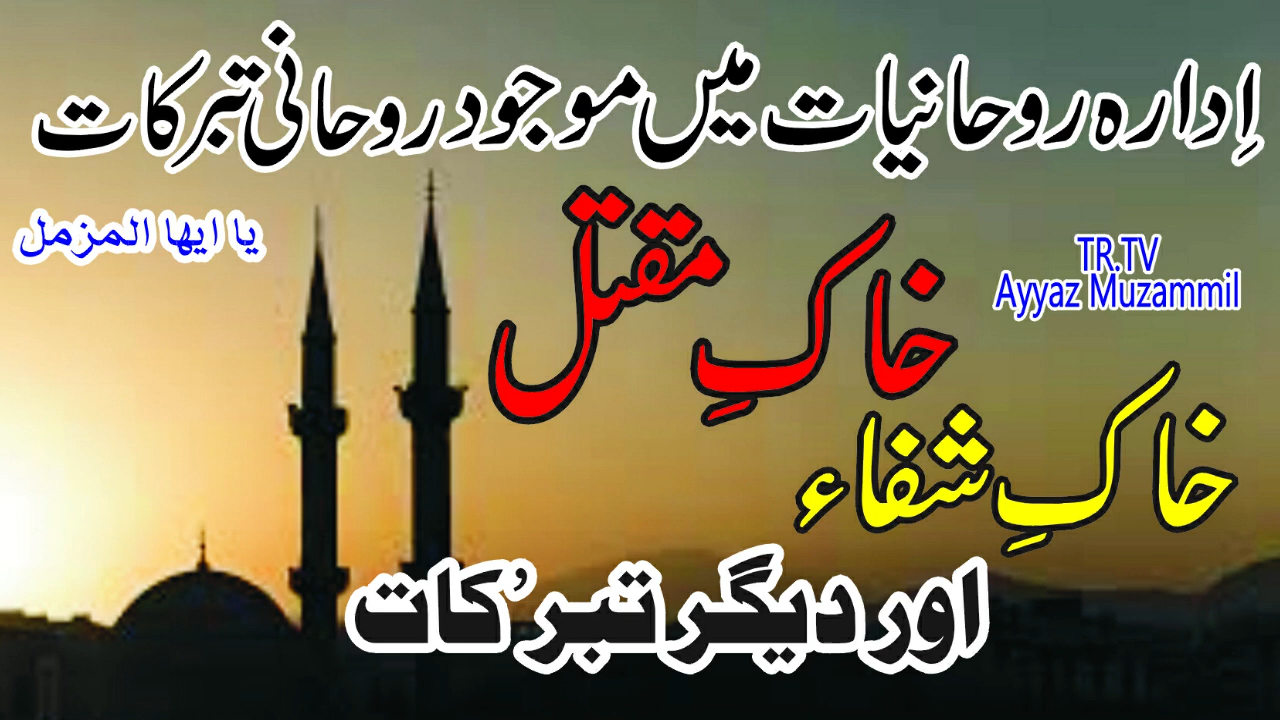 اِدارہ روحانیات میں موجود روحانی تبرکات
یا ایھا المزمل
TR.TV
Ayyaz Muzammil
خاکِ مقتل
خاکِ شفاء
اور دیگر تبرُکات